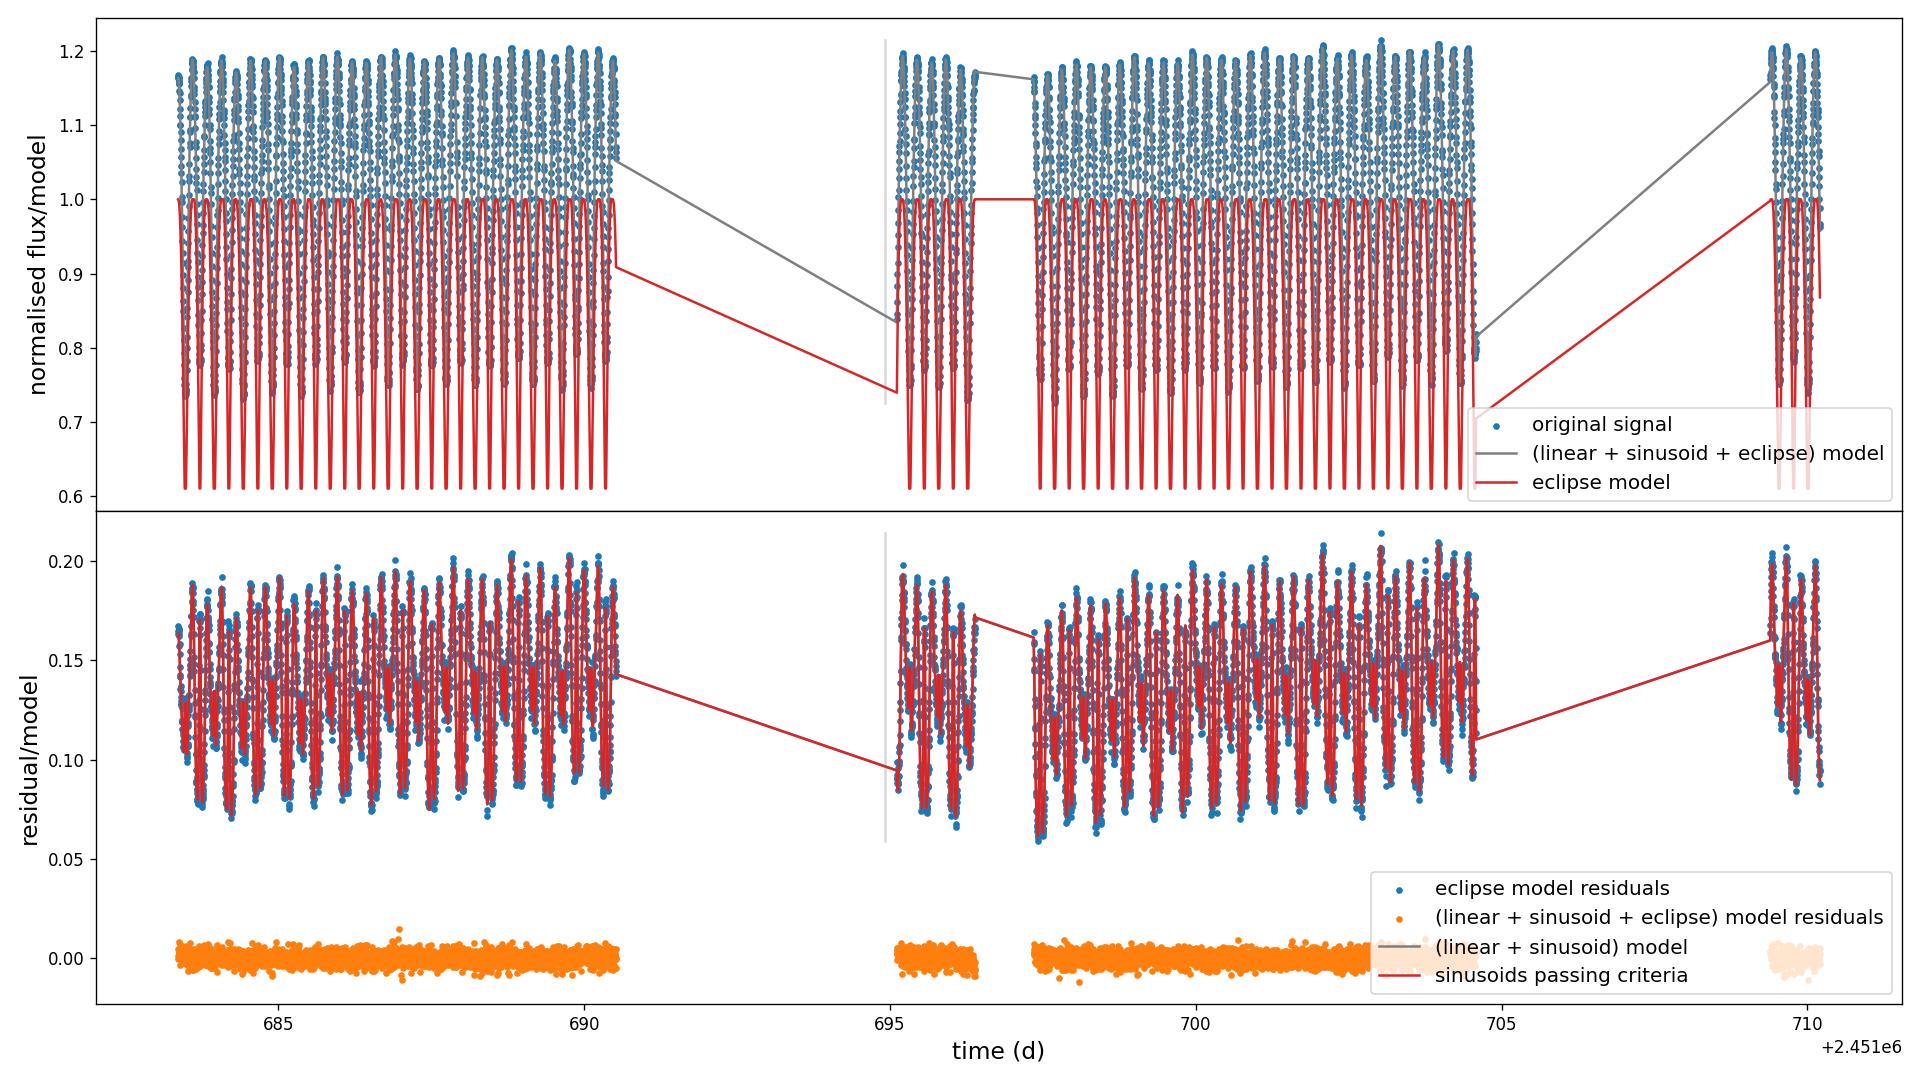 normalised flux/model
1.2
1.1
1.0
0.9
0.8
0.7
0.6
original signal
(linear + sinusoid + eclipse) model
eclipse model
residual/model
0.20
0.15
0.10
0.05
0.00
eclipse model residuals
(linear + sinusoid + eclipse) model residuals
(linear + sinusoid) model
sinusoids passing criteria
685
690
695
700
705
710
time (d)
+2.451e6